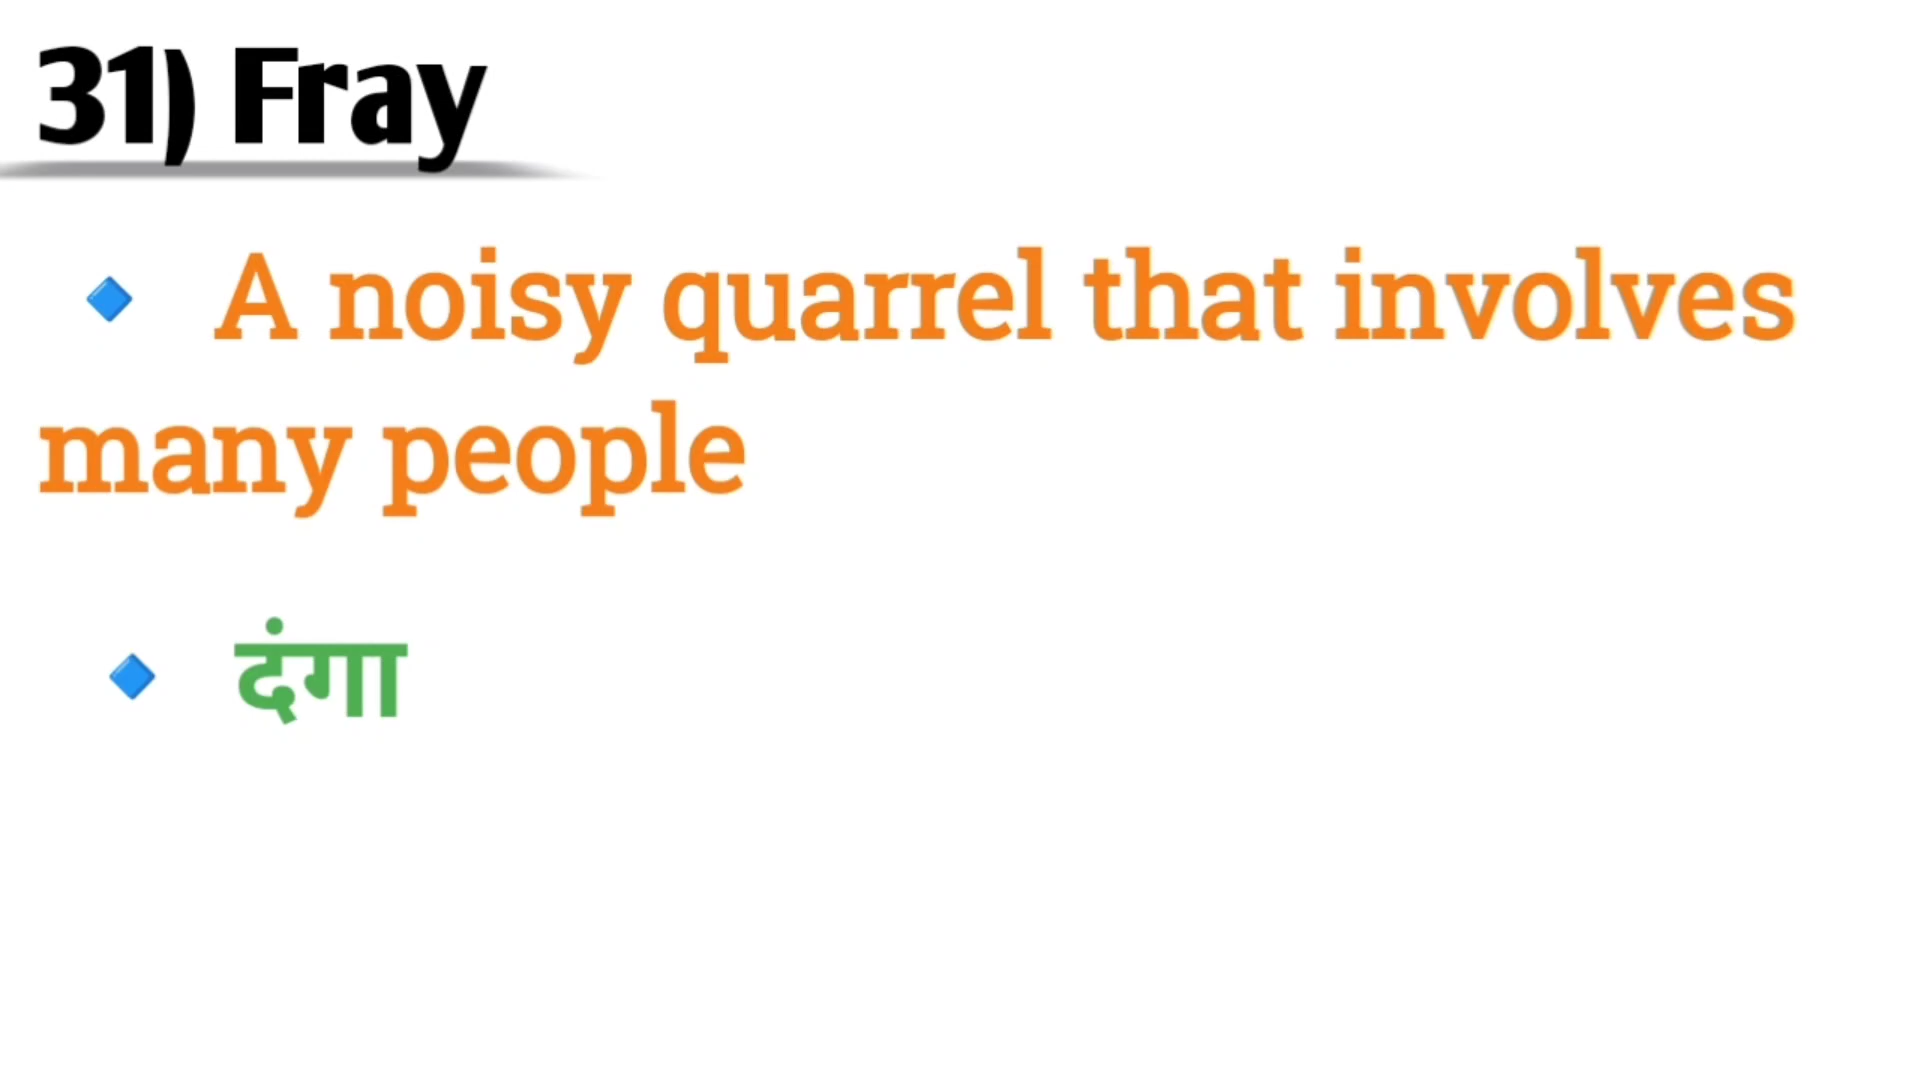 31) Fray
🔹 A noisy quarrel that involves
many people
🔹 दंगा